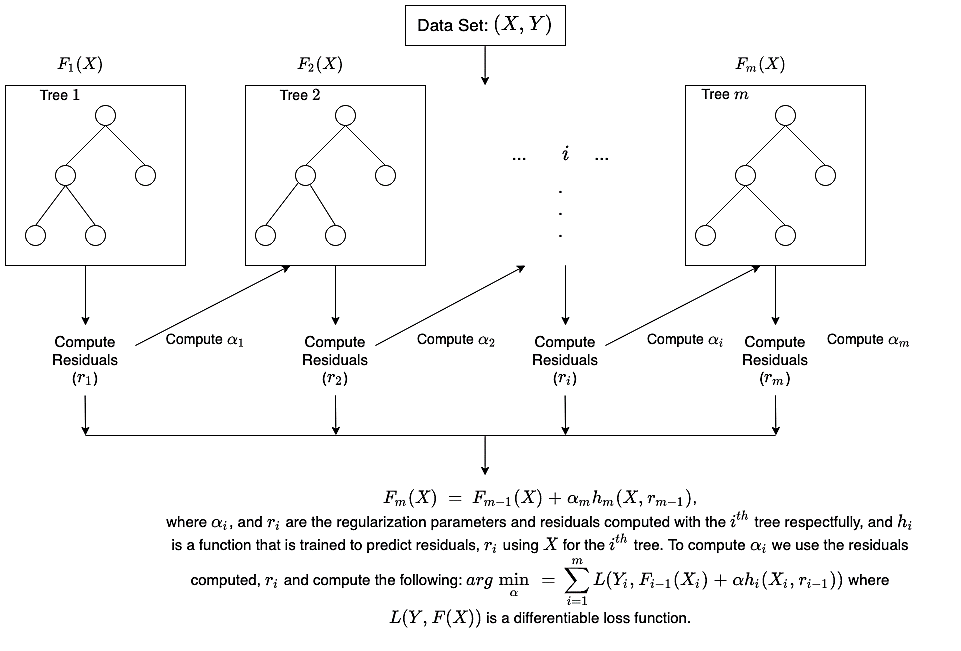 Data Set: (X, Y)
F₁(X)
F₂(X)
Fₘ(X)
Tree 1
Tree 2
Tree m
... i ...
.
.
.
Compute
Residuals
(r₁)
Compute α₁
Compute
Residuals
(r₂)
Compute α₂
Compute
Residuals
(rᵢ)
Compute αᵢ
Compute
Residuals
(rₘ)
Compute αₘ
Fₘ(X) = Fₘ₋₁(X) + αₘhₘ(X, rₘ₋₁),
where αᵢ, and rᵢ are the regularization parameters and residuals computed with the iᵗʰ tree respectfully, and hᵢ
is a function that is trained to predict residuals, rᵢ using X for the iᵗʰ tree. To compute αᵢ we use the residuals
computed, rᵢ and compute the following: arg min_α = ∑_{i=1}^{m} L(Yᵢ, Fᵢ₋₁(Xᵢ) + αhᵢ(Xᵢ, rᵢ₋₁)) where
L(Y, F(X)) is a differentiable loss function.